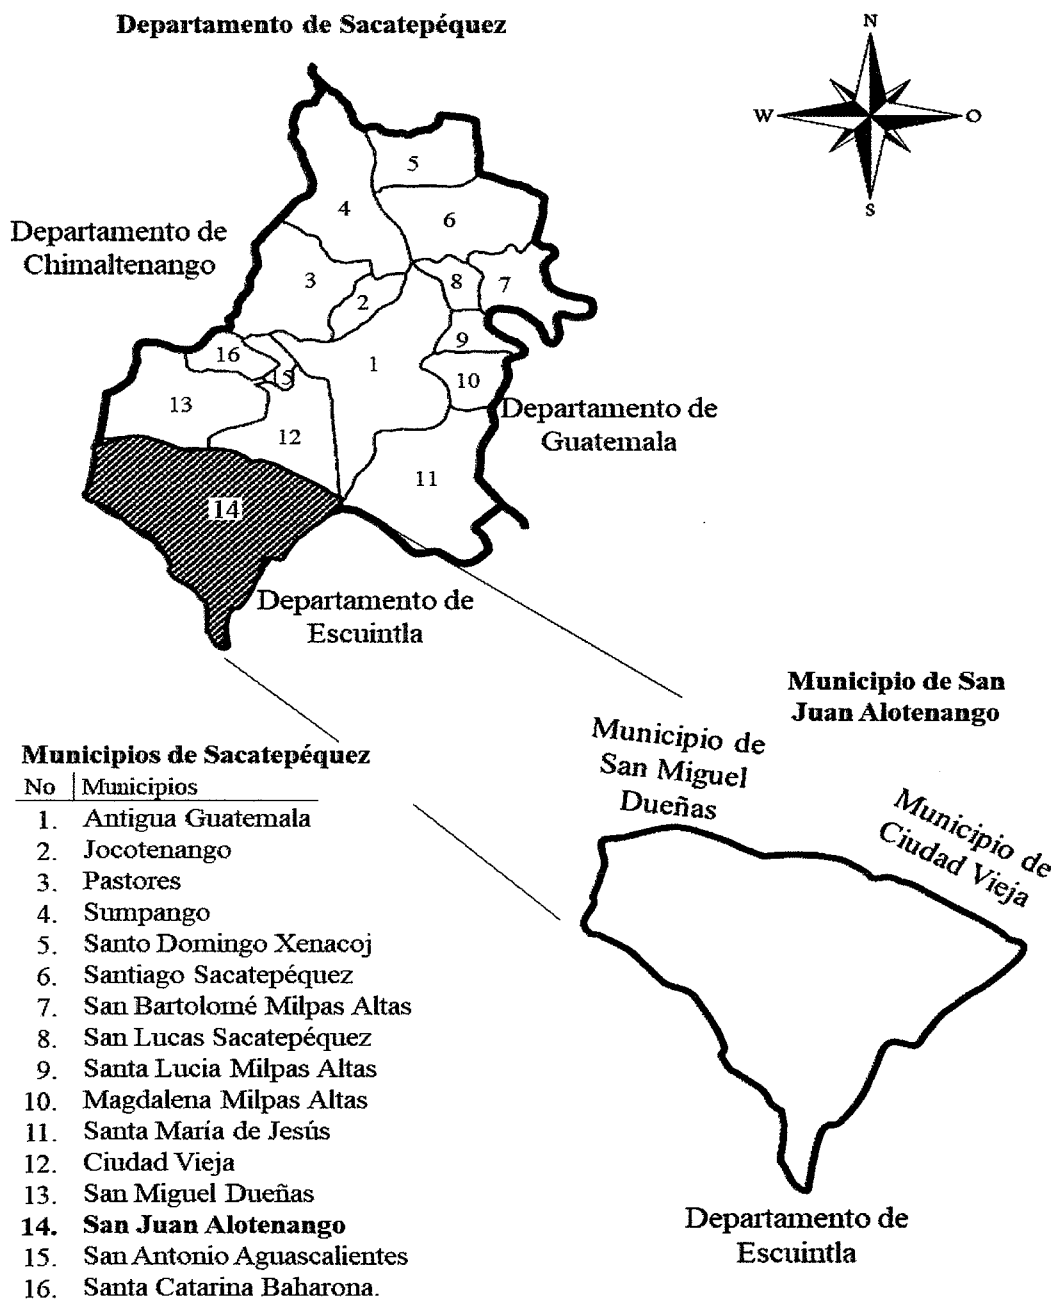 Departamento de Sacatepéquez
N
W
O
S
5
4
6
Departamento de
Chimaltenango
3
2
8
7
9
16
1
15
10
13
Departamento de
Guatemala
12
11
14
Departamento de
Escuintla
Municipio de San
Juan Alotenango
Municipio de
San Miguel
Dueñas
Municipio de
Ciudad Vieja
Departamento de
Escuintla
Municipios de Sacatepéquez
No Municipios
1. Antigua Guatemala
2. Jocotenango
3. Pastores
4. Sumpango
5. Santo Domingo Xenacoj
6. Santiago Sacatepéquez
7. San Bartolomé Milpas Altas
8. San Lucas Sacatepéquez
9. Santa Lucia Milpas Altas
10. Magdalena Milpas Altas
11. Santa María de Jesús
12. Ciudad Vieja
13. San Miguel Dueñas
14. San Juan Alotenango
15. San Antonio Aguascalientes
16. Santa Catarina Baharona.